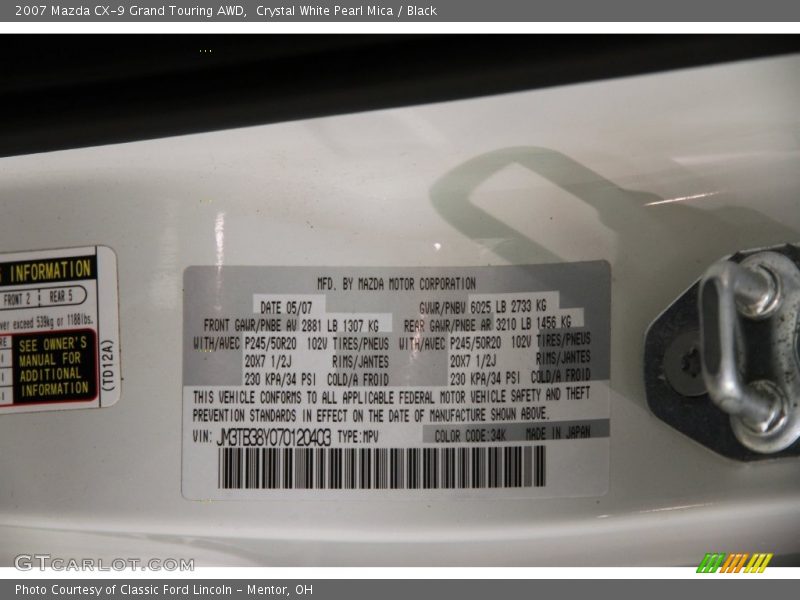 2007 Mazda CX-9 Grand Touring AWD, Crystal White Pearl Mica / Black
INFORMATION
FRONT 2 REAR 5
ver exceed 539kg or 1188lbs.
SEE OWNER'S
MANUAL FOR
ADDITIONAL
INFORMATION
(TD12A)
MFD. BY MAZDA MOTOR CORPORATION
DATE 05/07 GVWR/PNBV 6025 LB 2733 KG
FRONT GAWR/PNBE AV 2881 LB 1307 KG REAR GAWR/PNBE AR 3210 LB 1456 KG
WITH/AVEC P245/50R20 102V TIRES/PNEUS WITH/AVEC P245/50R20 102V TIRES/PNEUS
20X7 1/2J RIMS/JANTES 20X7 1/2J RIMS/JANTES
230 KPA/34 PSI COLD/A FROID 230 KPA/34 PSI COLD/A FROID
THIS VEHICLE CONFORMS TO ALL APPLICABLE FEDERAL MOTOR VEHICLE SAFETY AND THEFT
PREVENTION STANDARDS IN EFFECT ON THE DATE OF MANUFACTURE SHOWN ABOVE.
VIN: JM3TB38Y070120403 TYPE:MPV COLOR CODE:34K MADE IN JAPAN
GTCARLOT.COM
Photo Courtesy of Classic Ford Lincoln - Mentor, OH